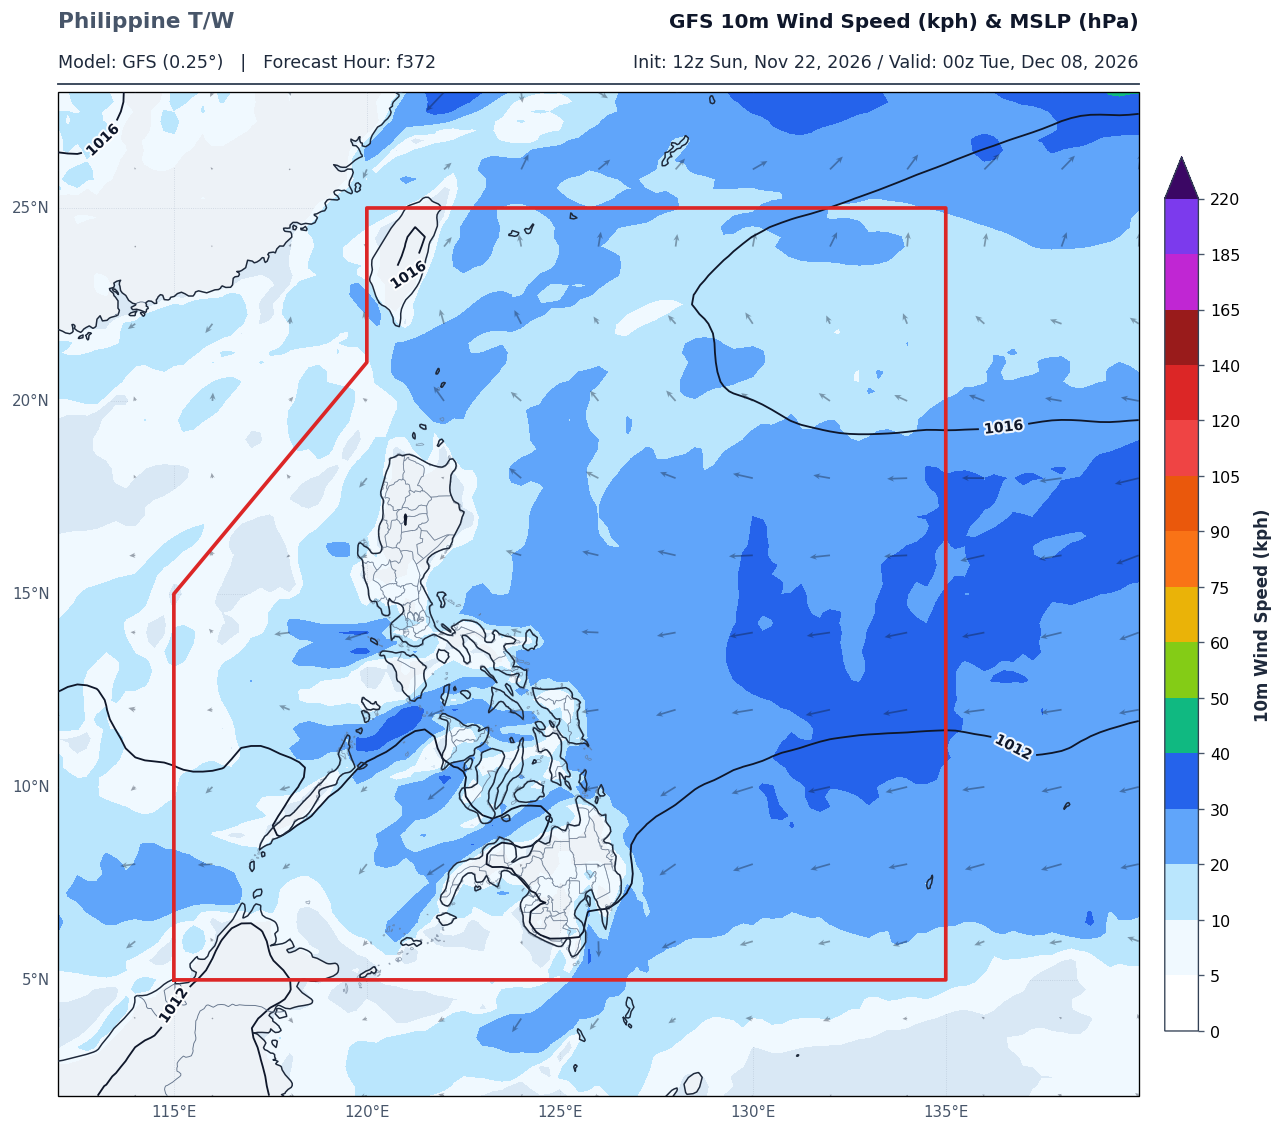 Philippine T/W
GFS 10m Wind Speed (kph) & MSLP (hPa)
Model: GFS (0.25°) | Forecast Hour: f372
Init: 12z Sun, Nov 22, 2026 / Valid: 00z Tue, Dec 08, 2026
1016
25°N
1016
20°N
1016
15°N
1012
10°N
5°N
1012
115°E
120°E
125°E
130°E
135°E
220
185
165
140
120
105
90
75
60
50
40
30
20
10
5
0
10m Wind Speed (kph)